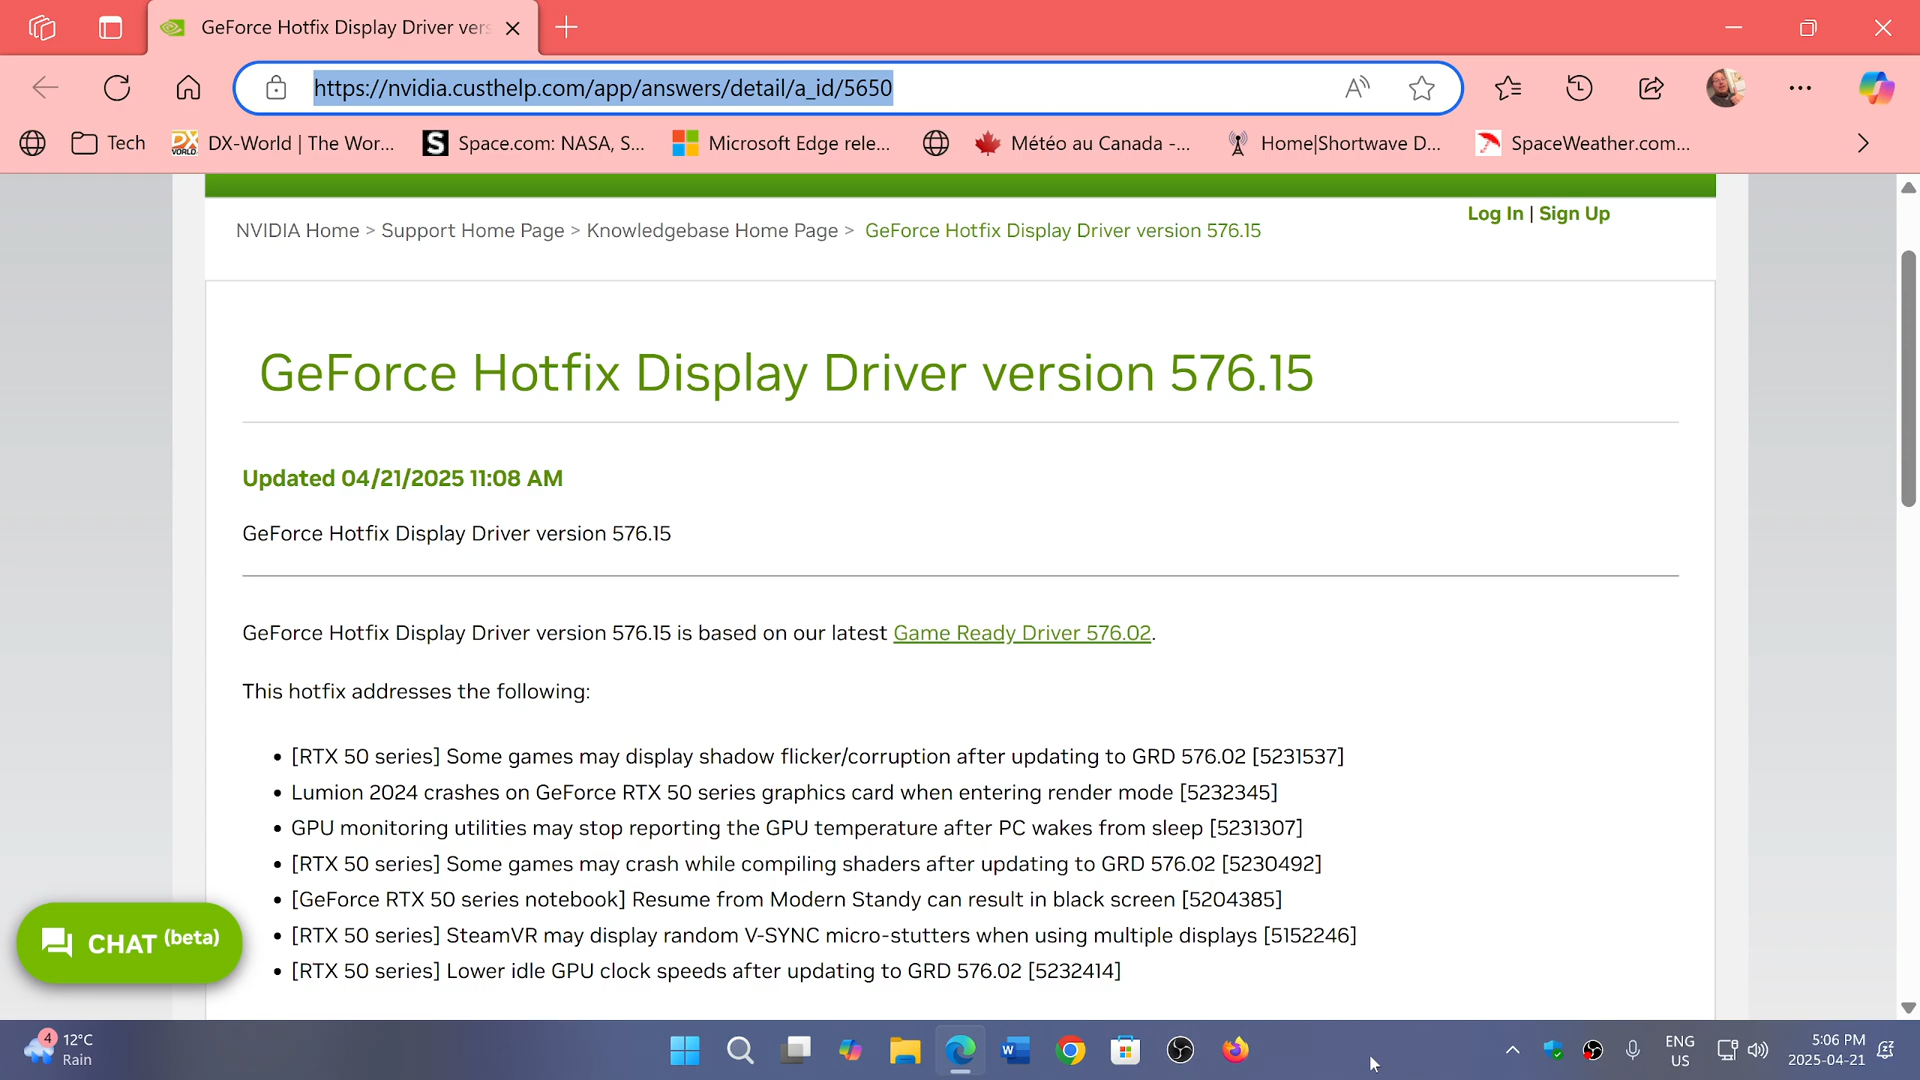 GeForce Hotfix Display Driver vers
https://nvidia.custhelp.com/app/answers/detail/a_id/5650
Tech
DX-World | The Wor...
Space.com: NASA, S...
Microsoft Edge rele...
Météo au Canada -...
Home|Shortwave D...
SpaceWeather.com...
Log In | Sign Up
NVIDIA Home > Support Home Page > Knowledgebase Home Page > GeForce Hotfix Display Driver version 576.15
GeForce Hotfix Display Driver version 576.15
Updated 04/21/2025 11:08 AM
GeForce Hotfix Display Driver version 576.15
GeForce Hotfix Display Driver version 576.15 is based on our latest Game Ready Driver 576.02.
This hotfix addresses the following:
• [RTX 50 series] Some games may display shadow flicker/corruption after updating to GRD 576.02 [5231537]
• Lumion 2024 crashes on GeForce RTX 50 series graphics card when entering render mode [5232345]
• GPU monitoring utilities may stop reporting the GPU temperature after PC wakes from sleep [5231307]
• [RTX 50 series] Some games may crash while compiling shaders after updating to GRD 576.02 [5230492]
• [GeForce RTX 50 series notebook] Resume from Modern Standy can result in black screen [5204385]
• [RTX 50 series] SteamVR may display random V-SYNC micro-stutters when using multiple displays [5152246]
• [RTX 50 series] Lower idle GPU clock speeds after updating to GRD 576.02 [5232414]
CHAT (beta)
4
12°C
Rain
ENG
US
5:06 PM
2025-04-21